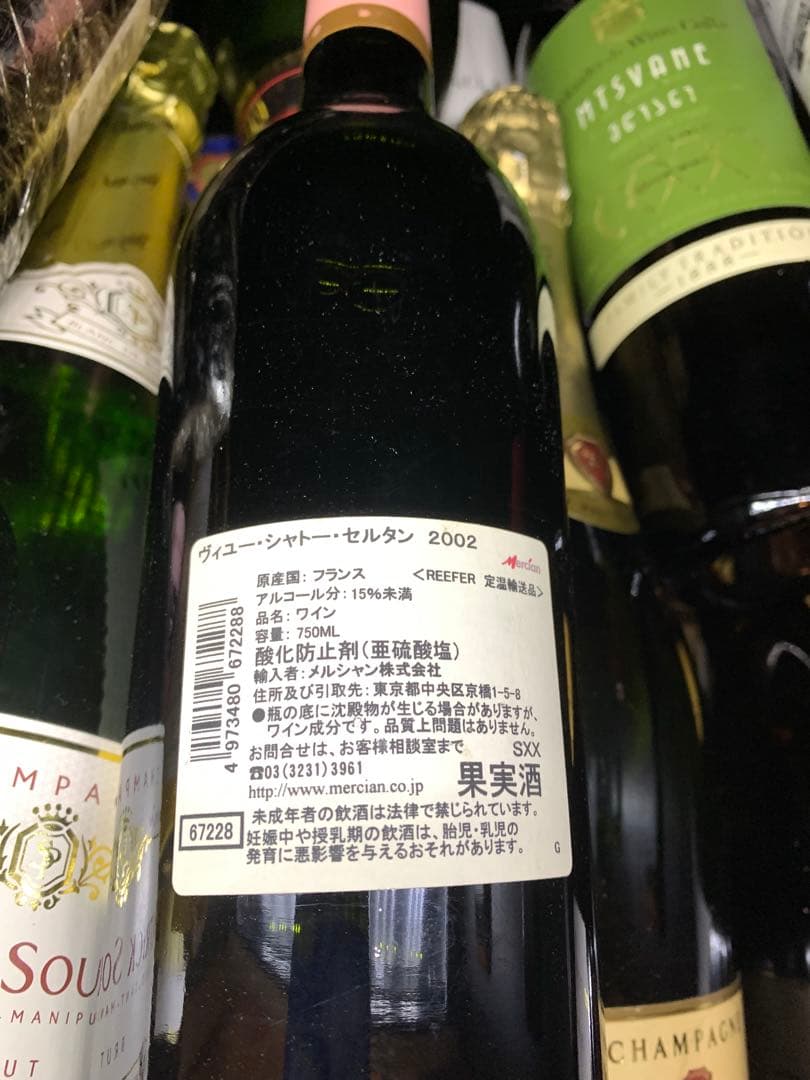 MTSVANE
FAMILY TRADITION
1888
ヴィユー・シャトー・セルタン 2002
Mercian
原産国：フランス
<REEFER 定温輸送品>
アルコール分：15%未満
品名：ワイン
容量：750ML
酸化防止剤（亜硫酸塩）
輸入者：メルシャン株式会社
住所及び引取先：東京都中央区京橋1-5-8
●瓶の底に沈殿物が生じる場合がありますが、
ワイン成分です。品質上問題はありません。
お問合せは、お客様相談室まで
SXX
☎03(3231)3961
http://www.mercian.co.jp
果実酒
4 973480 672288
67228
未成年者の飲酒は法律で禁じられています。
妊娠中や授乳期の飲酒は、胎児・乳児の
発育に悪影響を与えるおそれがあります。
G
MPA
SOU
CHAMPAGN